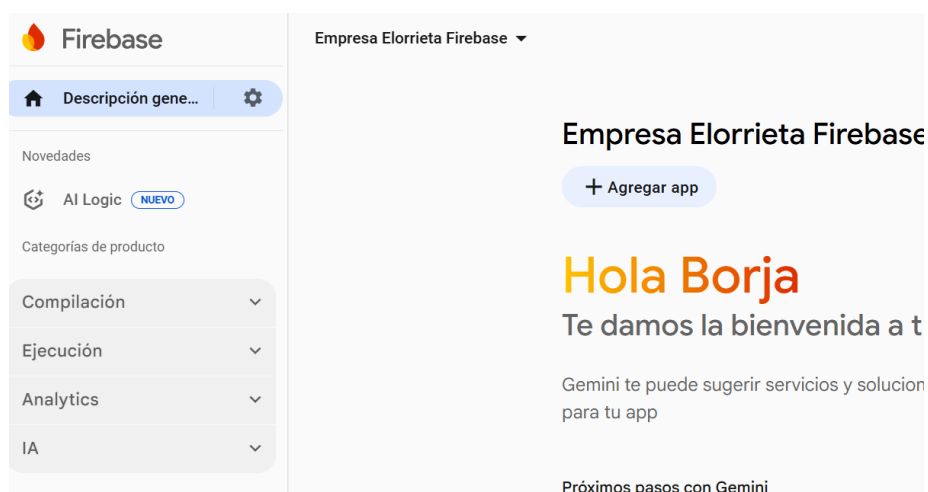 Firebase
Empresa Elorrieta Firebase
Descripción gene...
Novedades
AI Logic NUEVO
Categorías de producto
Compilación
Ejecución
Analytics
IA
Empresa Elorrieta Firebase
+ Agregar app
Hola Borja
Te damos la bienvenida a t
Gemini te puede sugerir servicios y solucion
para tu app
Próximos pasos con Gemini